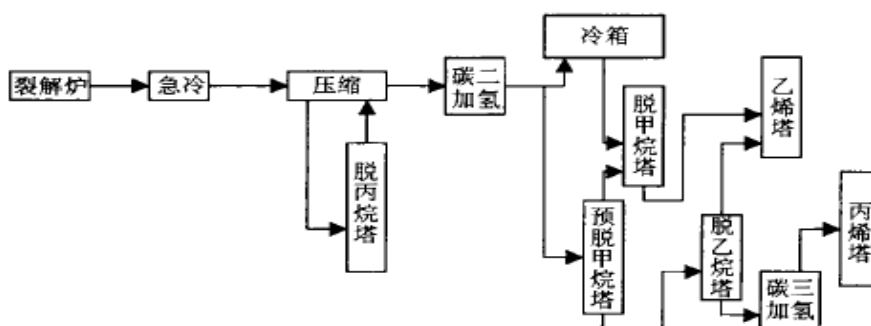 冷箱
裂解炉
急冷
压缩
碳二
加氢
乙烯塔
脱甲烷塔
脱丙烷塔
丙烯塔
预脱甲烷塔
脱乙烷塔
碳三
加氢